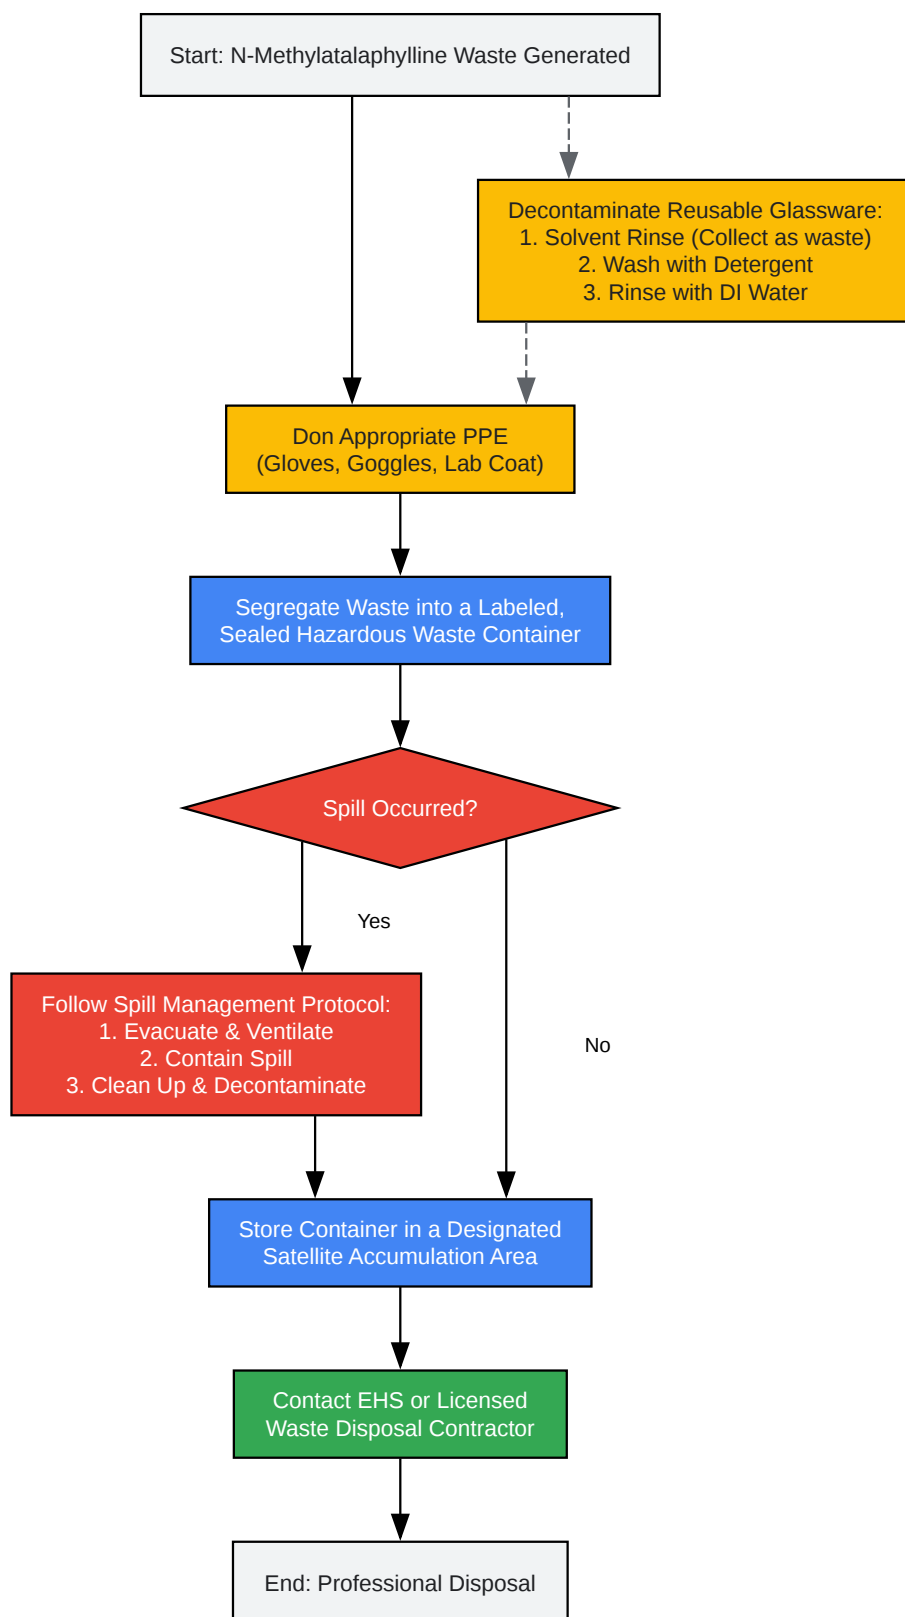 Start: N-Methylatalaphylline Waste Generated
Decontaminate Reusable Glassware:
1. Solvent Rinse (Collect as waste)
2. Wash with Detergent
3. Rinse with DI Water
Don Appropriate PPE
(Gloves, Goggles, Lab Coat)
Segregate Waste into a Labeled,
Sealed Hazardous Waste Container
Spill Occurred?
Yes
Follow Spill Management Protocol:
1. Evacuate & Ventilate
2. Contain Spill
3. Clean Up & Decontaminate
No
Store Container in a Designated
Satellite Accumulation Area
Contact EHS or Licensed
Waste Disposal Contractor
End: Professional Disposal